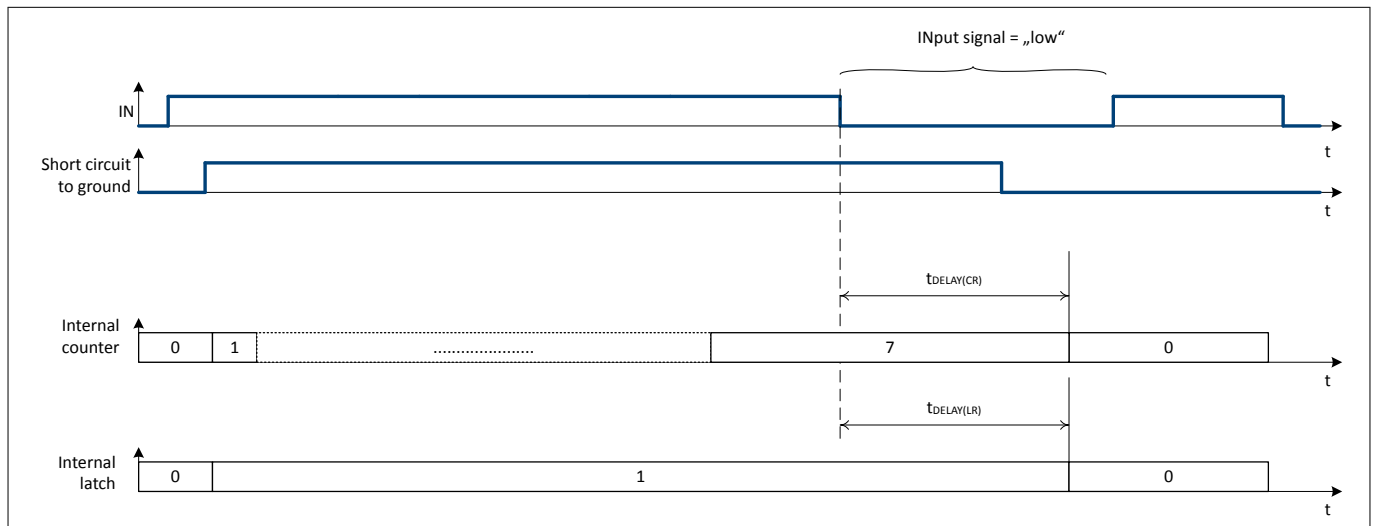 INput signal = „low“
IN
t
Short circuit
to ground
t
tDELAY(CR)
Internal
counter
0 1 ..................... 7 0
t
tDELAY(LR)
Internal
latch
0 1 0
t